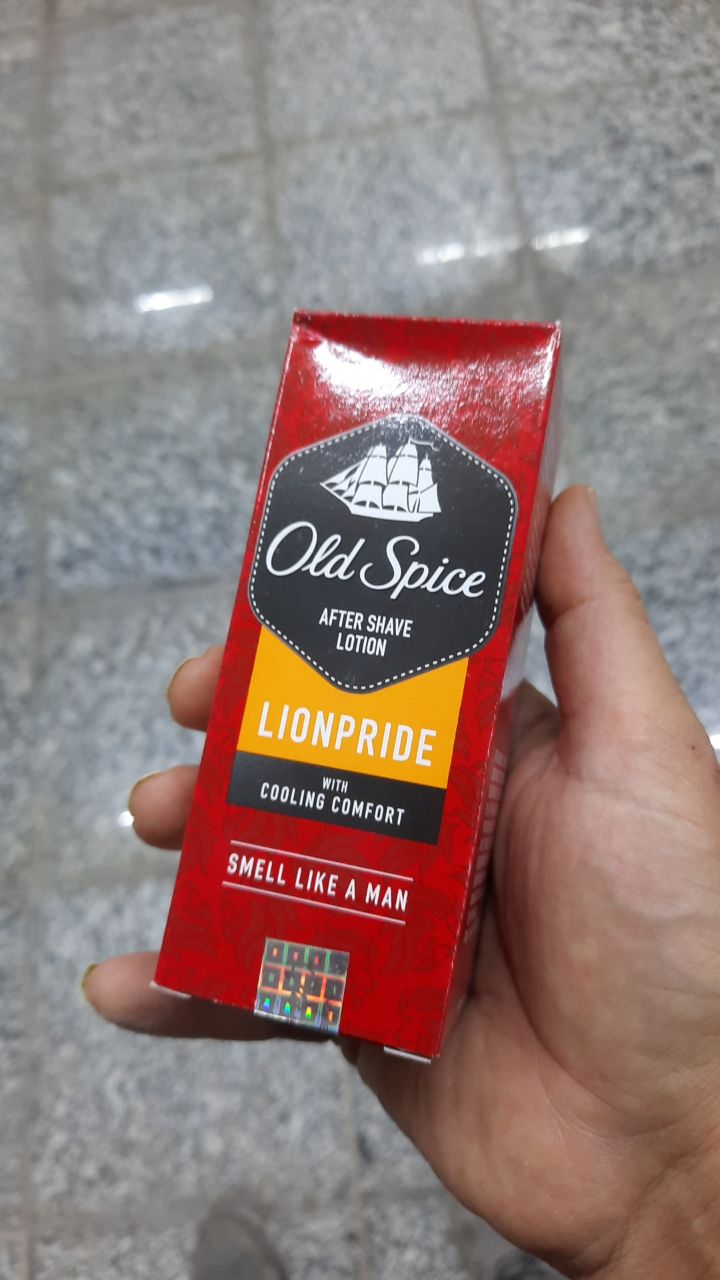 Old Spice
AFTER SHAVE
LOTION
LIONPRIDE
WITH
COOLING COMFORT
SMELL LIKE A MAN